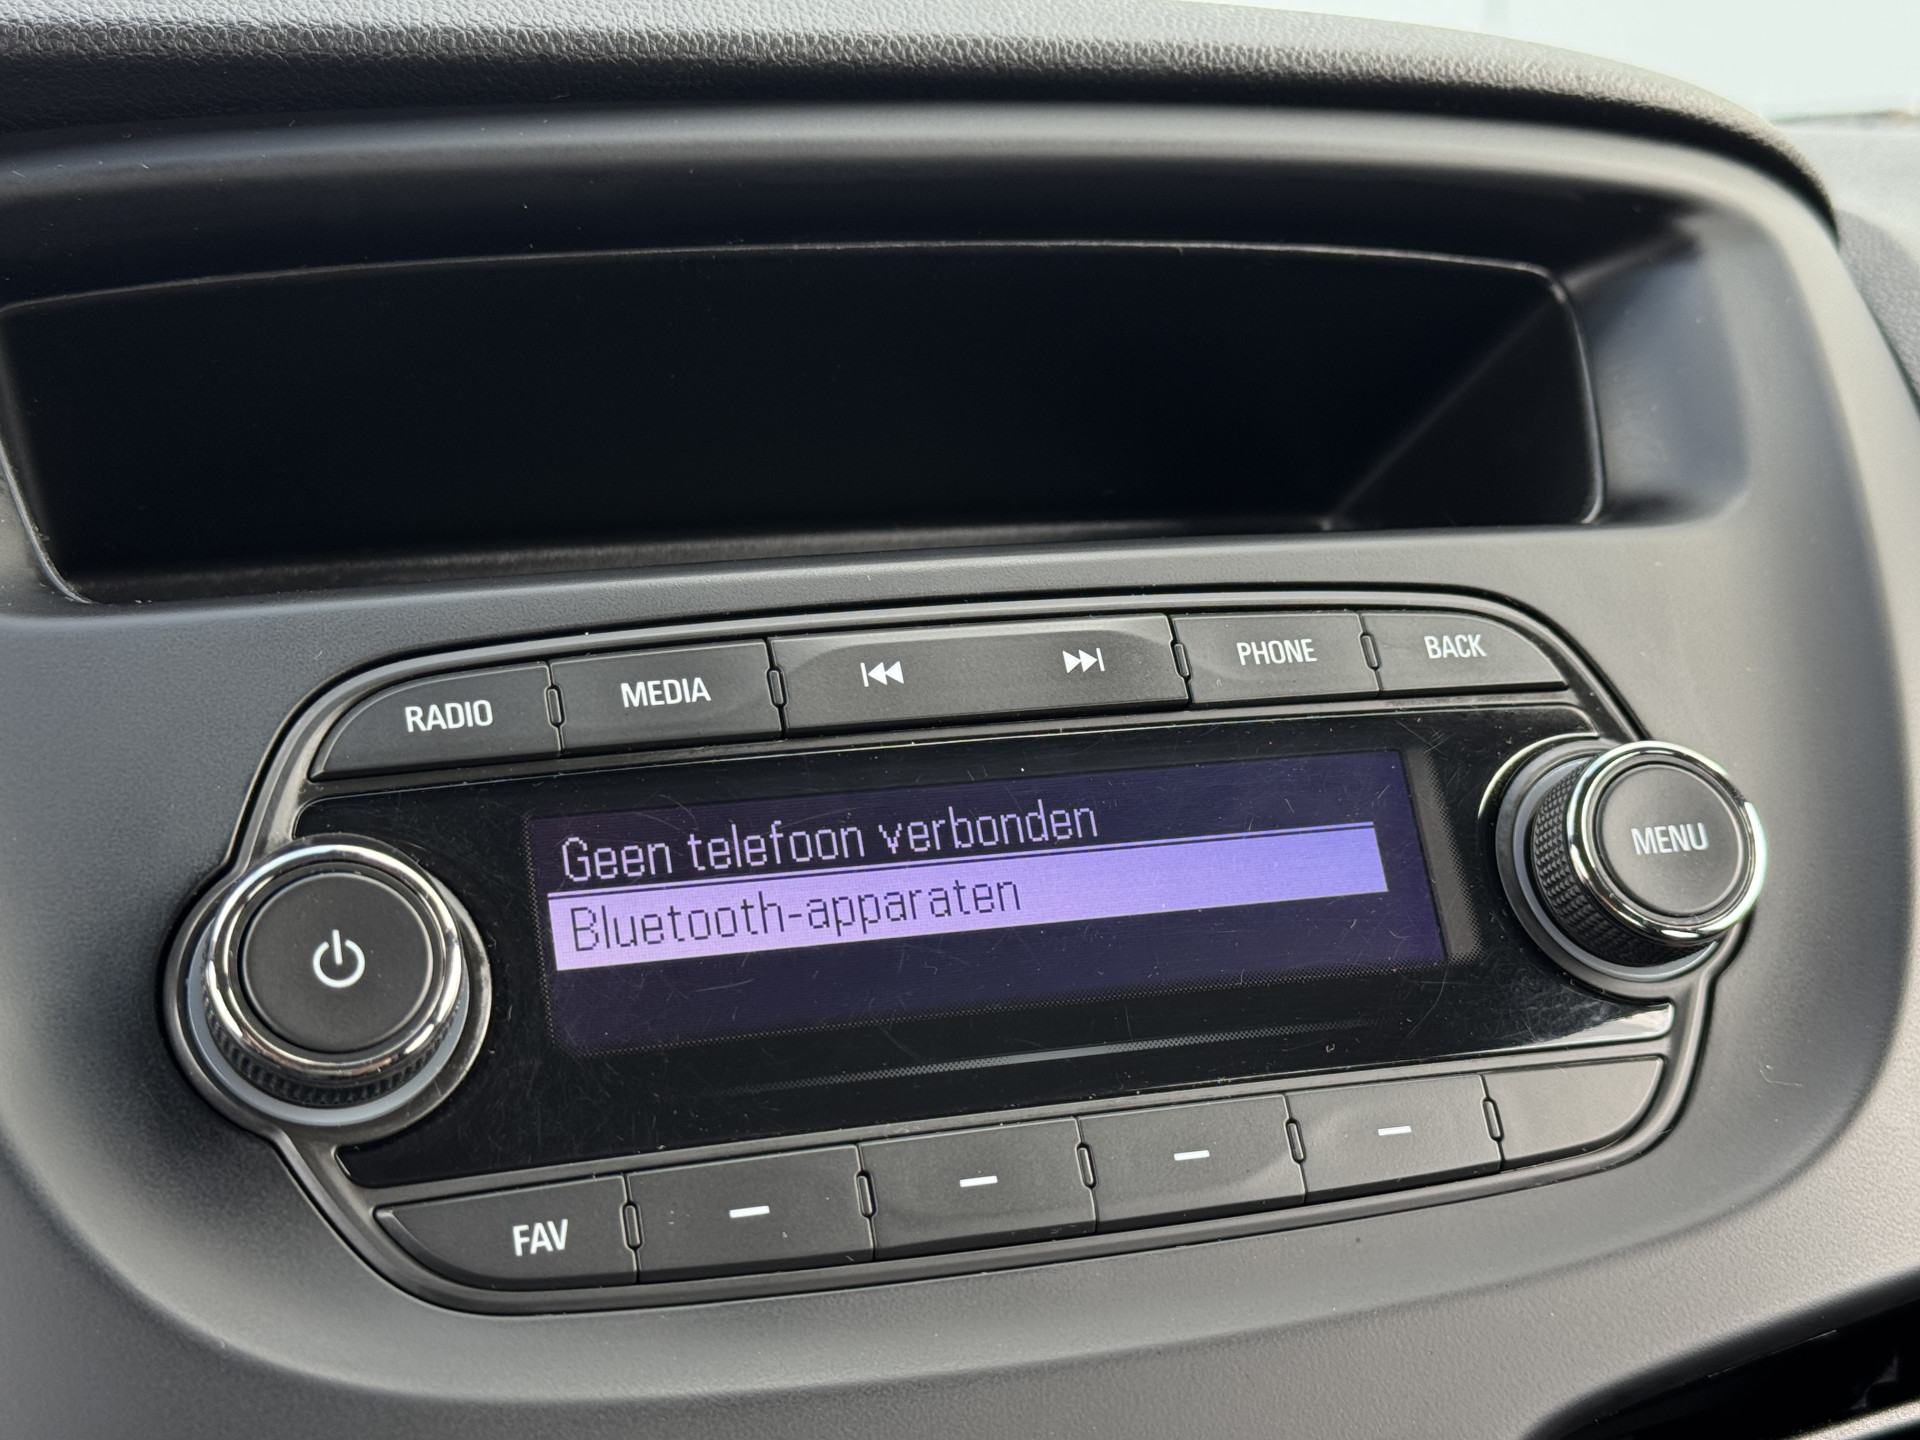 RADIO MEDIA PHONE BACK
Geen telefoon verbonden
Bluetooth-apparaten
MENU
FAV